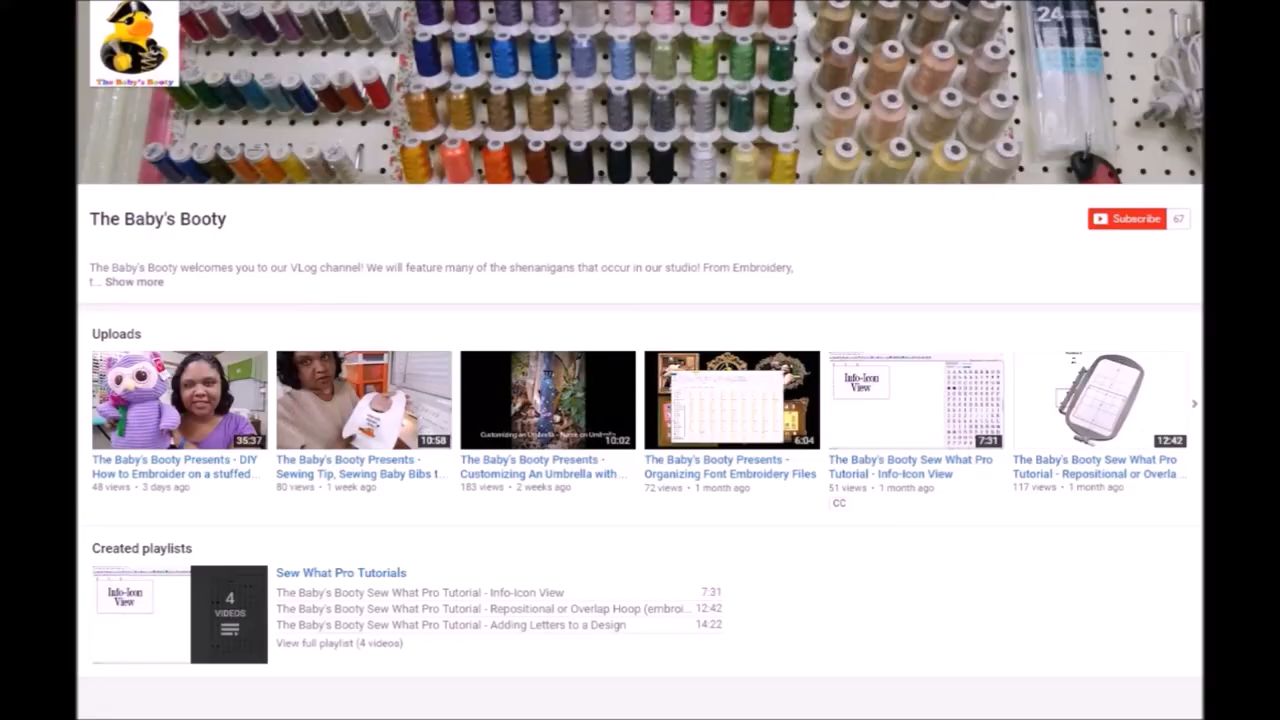 The Baby's Booty
24
The Baby's Booty
Subscribe 67
The Baby's Booty welcomes you to our VLog channel! We will feature many of the shenanigans that occur in our studio! From Embroidery,
t... Show more
Uploads
Info-Icon
View
Customizing an Umbrella
35:37
10:58
10:02
6:04
7:31
12:42
The Baby's Booty Presents - DIY
How to Embroider on a stuffed...
48 views • 3 days ago
The Baby's Booty Presents -
Sewing Tip, Sewing Baby Bibs t...
80 views • 1 week ago
The Baby's Booty Presents -
Customizing An Umbrella with...
183 views • 2 weeks ago
The Baby's Booty Presents -
Organizing Font Embroidery Files
72 views • 1 month ago
The Baby's Booty Sew What Pro
Tutorial - Info-Icon View
51 views • 1 month ago
CC
The Baby's Booty Sew What Pro
Tutorial - Repositional or Overla...
117 views • 1 month ago
Created playlists
Info-Icon
View
4
VIDEOS
Sew What Pro Tutorials
The Baby's Booty Sew What Pro Tutorial - Info-Icon View 7:31
The Baby's Booty Sew What Pro Tutorial - Repositional or Overlap Hoop (embroi... 12:42
The Baby's Booty Sew What Pro Tutorial - Adding Letters to a Design 14:22
View full playlist (4 videos)